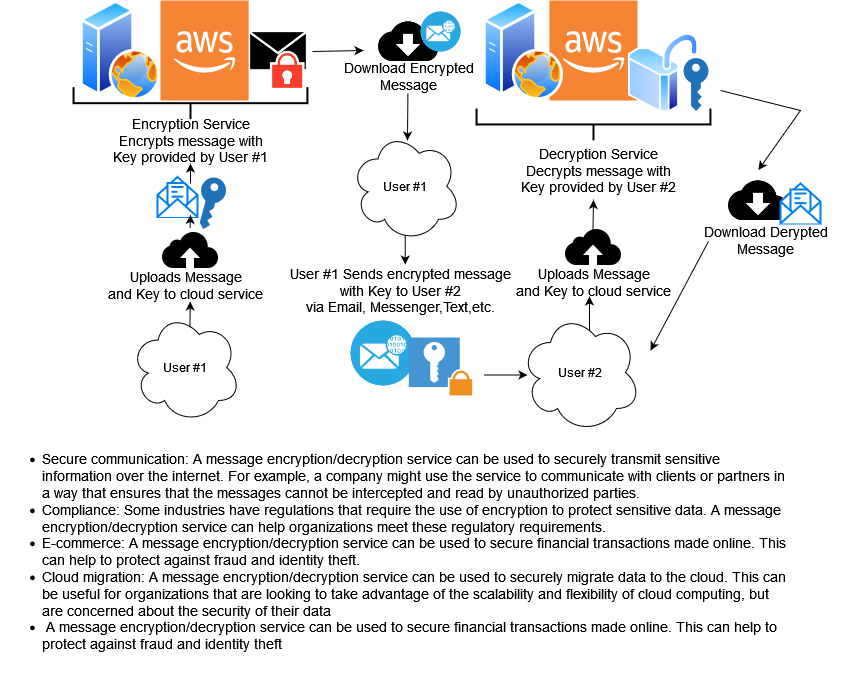 aws
aws
Download Encrypted
Message
Encryption Service
Encrypts message with
Key provided by User #1
Decryption Service
Decrypts message with
Key provided by User #2
User #1
Download Derypted
Message
Uploads Message
and Key to cloud service
User #1 Sends encrypted message
with Key to User #2
via Email, Messenger,Text,etc.
Uploads Message
and Key to cloud service
User #1
User #2
• Secure communication: A message encryption/decryption service can be used to securely transmit sensitive
information over the internet. For example, a company might use the service to communicate with clients or partners in
a way that ensures that the messages cannot be intercepted and read by unauthorized parties.
• Compliance: Some industries have regulations that require the use of encryption to protect sensitive data. A message
encryption/decryption service can help organizations meet these regulatory requirements.
• E-commerce: A message encryption/decryption service can be used to secure financial transactions made online. This
can help to protect against fraud and identity theft.
• Cloud migration: A message encryption/decryption service can be used to securely migrate data to the cloud. This can
be useful for organizations that are looking to take advantage of the scalability and flexibility of cloud computing, but
are concerned about the security of their data
• A message encryption/decryption service can be used to secure financial transactions made online. This can help to
protect against fraud and identity theft